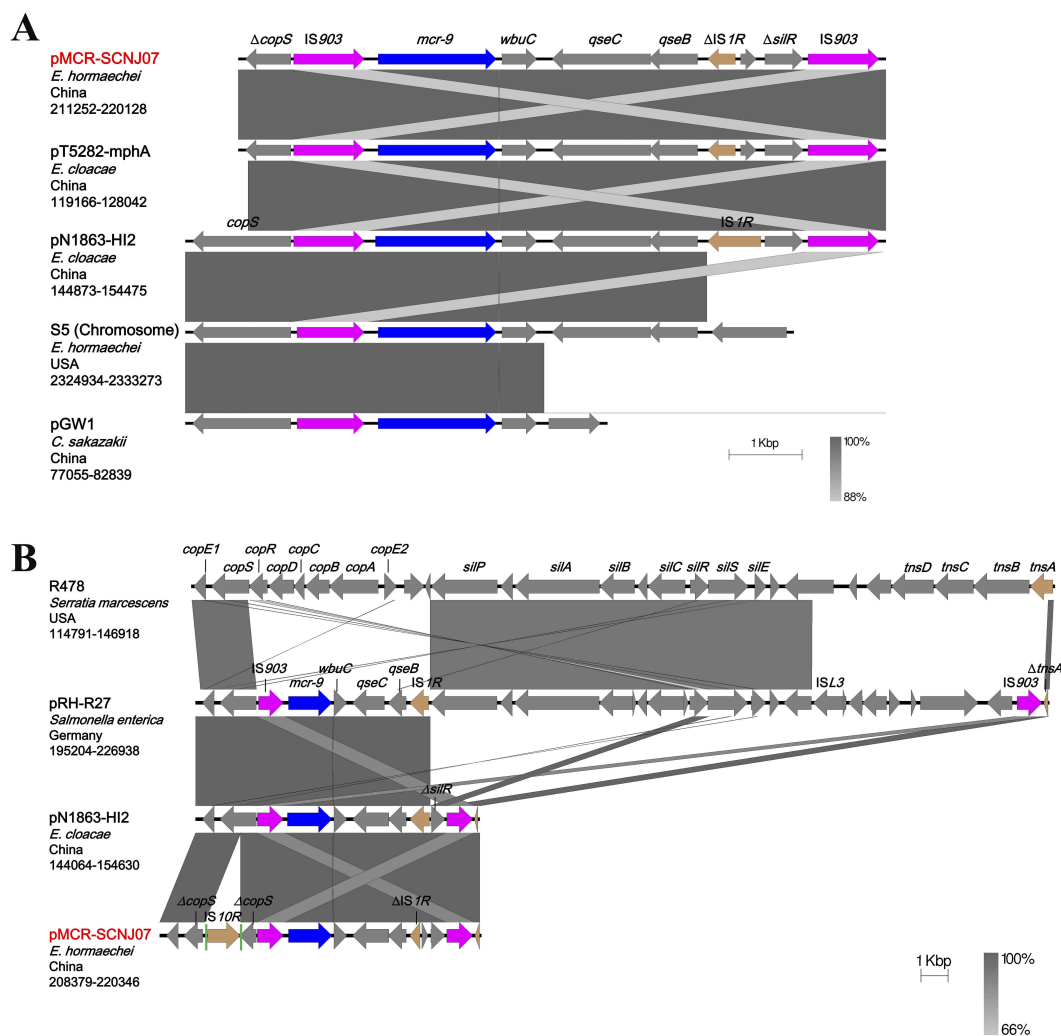 A
ΔcopS IS903 mcr-9 wbuC qseC qseB ΔIS1R ΔsilR IS903
pMCR-SCNJ07
E. hormaechei
China
211252-220128
pT5282-mphA
E. cloacae
China
119166-128042
copS IS1R
pN1863-HI2
E. cloacae
China
144873-154475
S5 (Chromosome)
E. hormaechei
USA
2324934-2333273
pGW1
C. sakazakii
China
77055-82839
1 Kbp
100%
88%
B
copE1 copR copC copE2
copS copD copB copA silP silA silB silC silR silS silE tnsD tnsC tnsB tnsA
R478
Serratia marcescens
USA
114791-146918
IS903 wbuC qseB ΔtnsA
mcr-9 qseC IS1R ISL3 IS903
pRH-R27
Salmonella enterica
Germany
195204-226938
ΔsilR
pN1863-HI2
E. cloacae
China
144064-154630
ΔcopS ΔcopS ΔIS1R
IS10R
pMCR-SCNJ07
E. hormaechei
China
208379-220346
1 Kbp
100%
66%